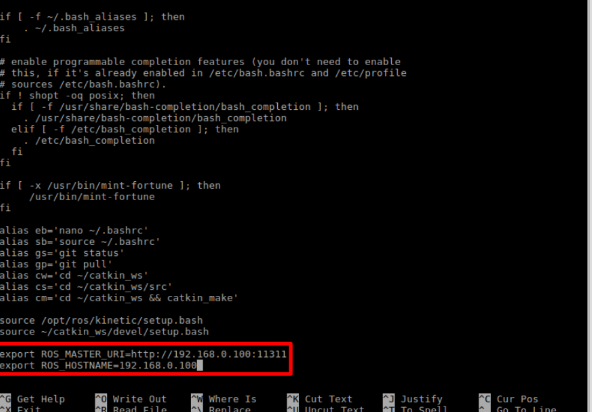 if [ -f ~/.bash_aliases ]; then
. ~/.bash_aliases
fi
# enable programmable completion features (you don't need to enable
# this, if it's already enabled in /etc/bash.bashrc and /etc/profile
# sources /etc/bash.bashrc).
if ! shopt -oq posix; then
if [ -f /usr/share/bash-completion/bash_completion ]; then
. /usr/share/bash-completion/bash_completion
elif [ -f /etc/bash_completion ]; then
. /etc/bash_completion
fi
fi
if [ -x /usr/bin/mint-fortune ]; then
/usr/bin/mint-fortune
fi
alias eb='nano ~/.bashrc'
alias sb='source ~/.bashrc'
alias gs='git status'
alias gp='git pull'
alias cw='cd ~/catkin_ws'
alias cs='cd ~/catkin_ws/src'
alias cm='cd ~/catkin_ws && catkin_make'
source /opt/ros/kinetic/setup.bash
source ~/catkin_ws/devel/setup.bash
export ROS_MASTER_URI=http://192.168.0.100:11311
export ROS_HOSTNAME=192.168.0.100
^G Get Help ^O Write Out ^W Where Is ^K Cut Text ^J Justify ^C Cur Pos
^X Exit ^R Read File ^\ Replace ^U Uncut Text ^T To Spell ^_ Go To Line